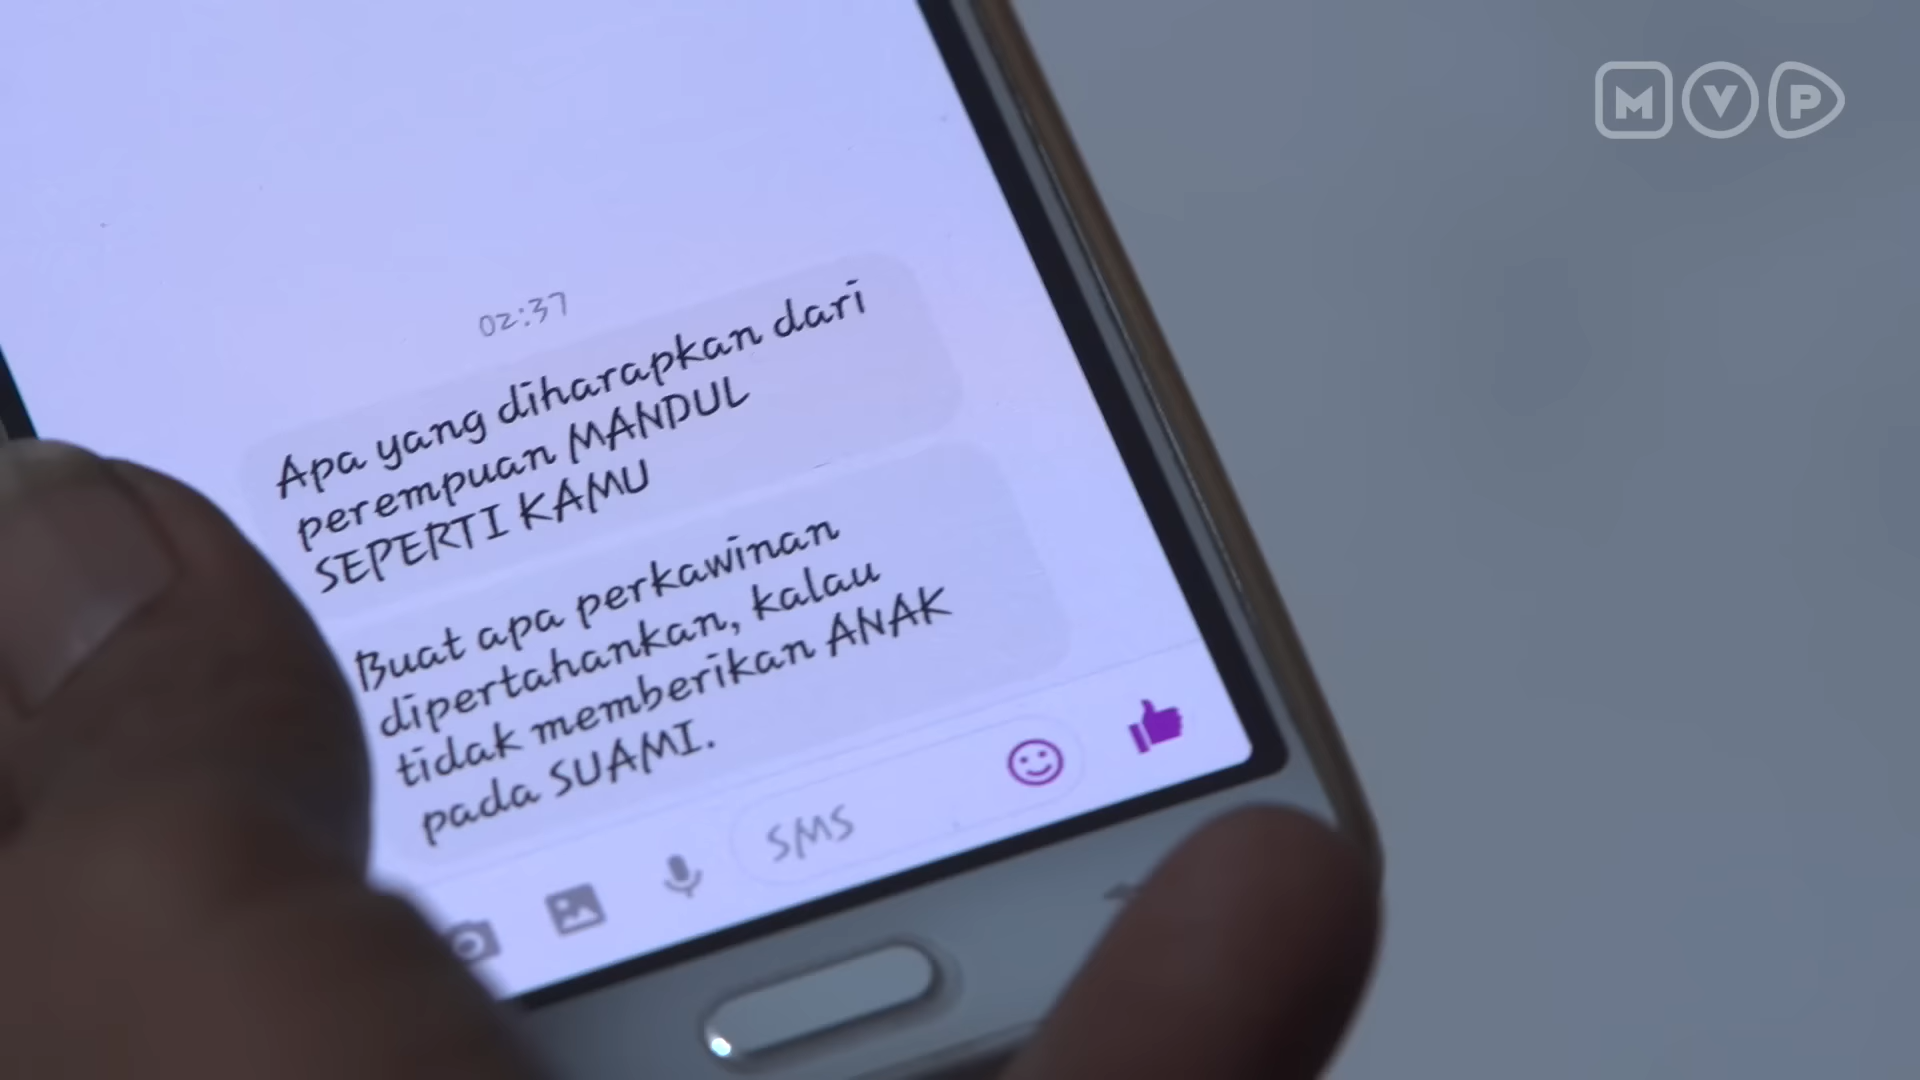 MVP
02:37
Apa yang diharapkan dari
perempuan MANDUL
SEPERTI KAMU
Buat apa perkawinan
dipertahankan, kalau
tidak memberikan ANAK
pada SUAMI.
SMS